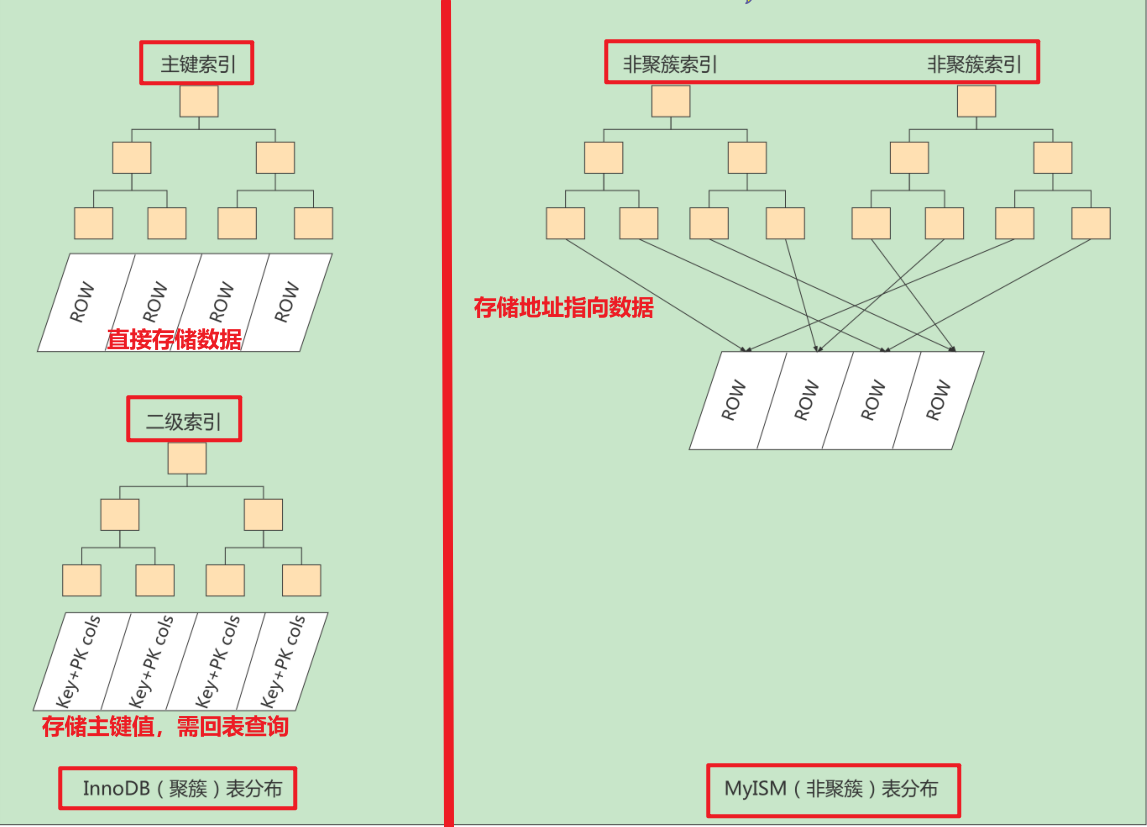 主键索引
ROW
ROW
ROW
ROW
直接存储数据
二级索引
Key+PK cols
Key+PK cols
Key+PK cols
Key+PK cols
存储主键值，需回表查询
InnoDB（聚簇）表分布
非聚簇索引
非聚簇索引
存储地址指向数据
ROW
ROW
ROW
ROW
MyISM（非聚簇）表分布